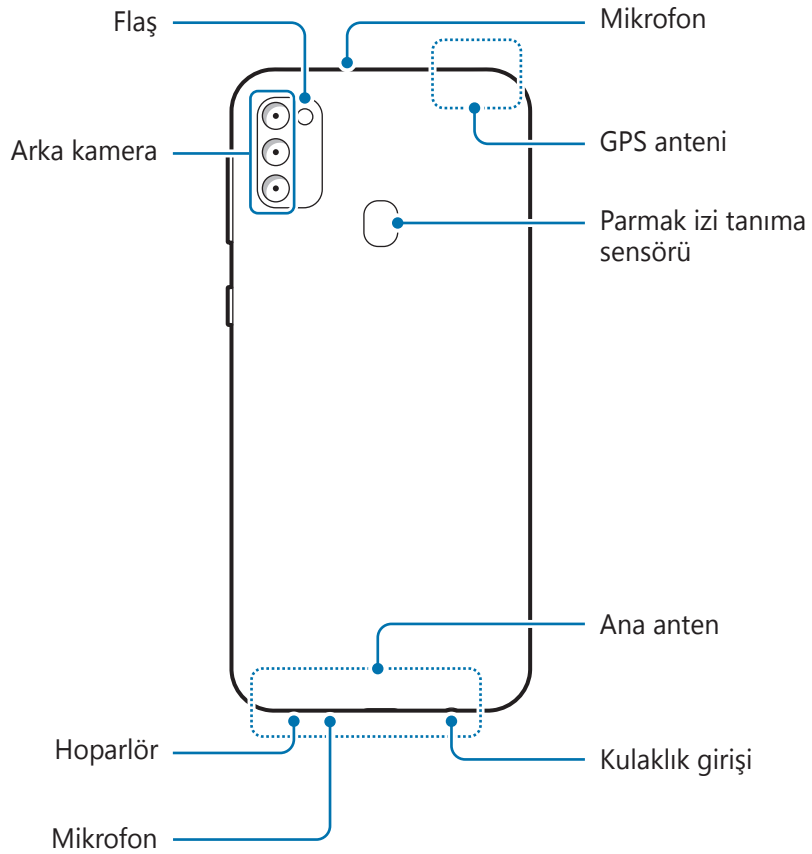 Flaş
Mikrofon
Arka kamera
GPS anteni
Parmak izi tanıma
sensörü
Ana anten
Hoparlör
Kulaklık girişi
Mikrofon